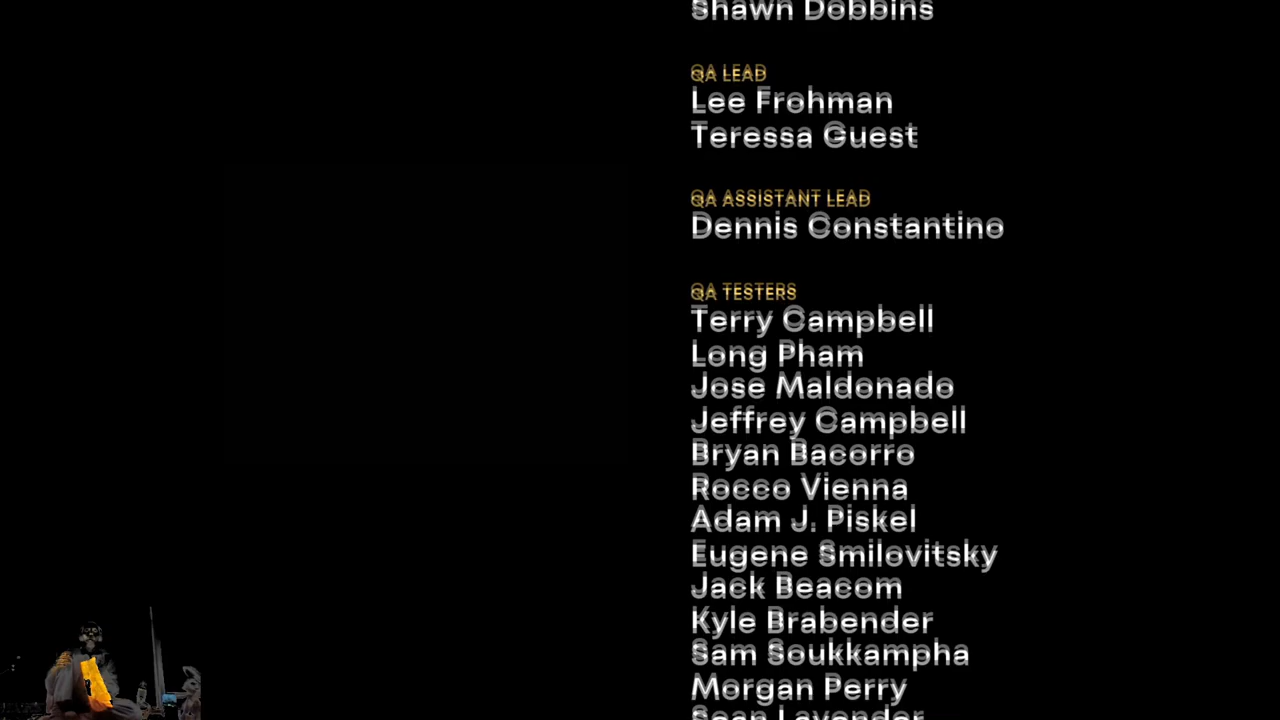 Shawn Dobbins
QA LEAD
Lee Frohman
Teressa Guest
QA ASSISTANT LEAD
Dennis Constantino
QA TESTERS
Terry Campbell
Long Pham
Jose Maldonado
Jeffrey Campbell
Bryan Bacorro
Rocco Vienna
Adam J. Piskel
Eugene Smilovitsky
Jack Beacom
Kyle Brabender
Sam Soukkampha
Morgan Perry
Sean Lavender